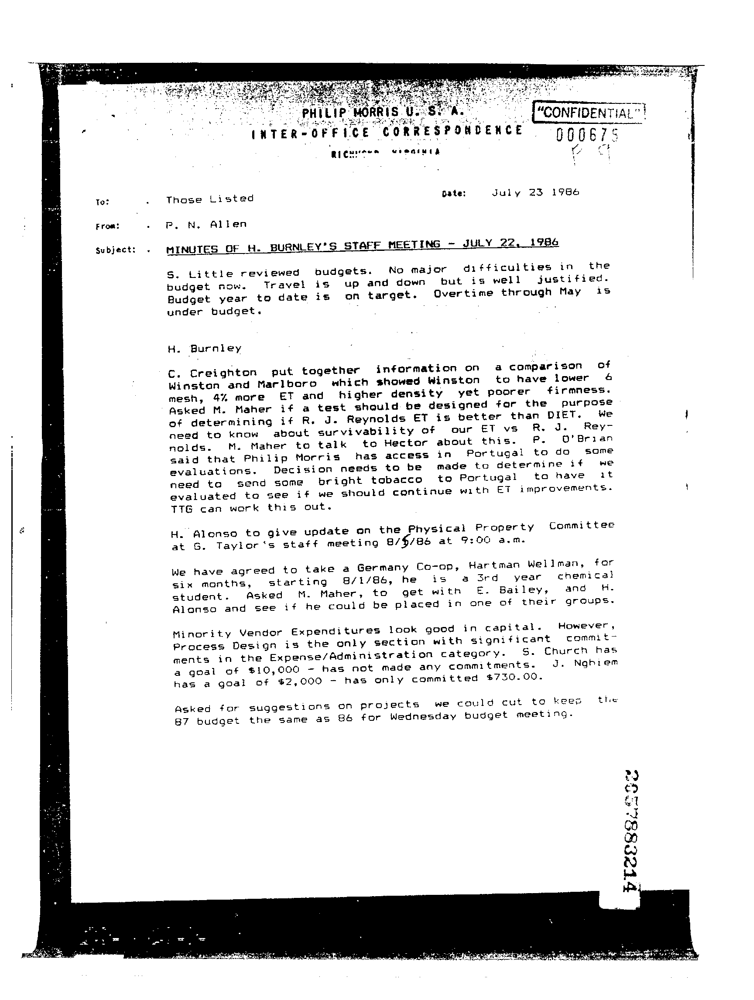 PHILIP MORRIS U. S. A.
"CONFIDENTIAL"
INTER-OFFICE CORRESPONDENCE
000675
To: . Those Listed
Date: July 23 1986
From: . P. N. Allen
Subject: . MINUTES OF H. BURNLEY'S STAFF MEETING - JULY 22, 1986
S. Little reviewed budgets. No major difficulties in the
budget now. Travel is up and down but is well justified.
Budget year to date is on target. Overtime through May is
under budget.
H. Burnley
C. Creighton put together information on a comparison of
Winston and Marlboro which showed Winston to have lower 6
mesh, 4% more ET and higher density yet poorer firmness.
Asked M. Maher if a test should be designed for the purpose
of determining if R. J. Reynolds ET is better than DIET. We
need to know about survivability of our ET vs R. J. Rey-
nolds. M. Maher to talk to Hector about this. P. O'Brian
said that Philip Morris has access in Portugal to do some
evaluations. Decision needs to be made to determine if we
need to send some bright tobacco to Portugal to have it
evaluated to see if we should continue with ET improvements.
TTG can work this out.
H. Alonso to give update on the Physical Property Committee
at G. Taylor's staff meeting 8/5/86 at 9:00 a.m.
We have agreed to take a Germany Co-op, Hartman Wellman, for
six months, starting 8/1/86, he is a 3rd year chemical
student. Asked M. Maher, to get with E. Bailey, and H.
Alonso and see if he could be placed in one of their groups.
Minority Vendor Expenditures look good in capital. However,
Process Design is the only section with significant commit-
ments in the Expense/Administration category. S. Church has
a goal of $10,000 - has not made any commitments. J. Nghiem
has a goal of $2,000 - has only committed $730.00.
Asked for suggestions on projects we could cut to keep the
87 budget the same as 86 for Wednesday budget meeting.
2057883214